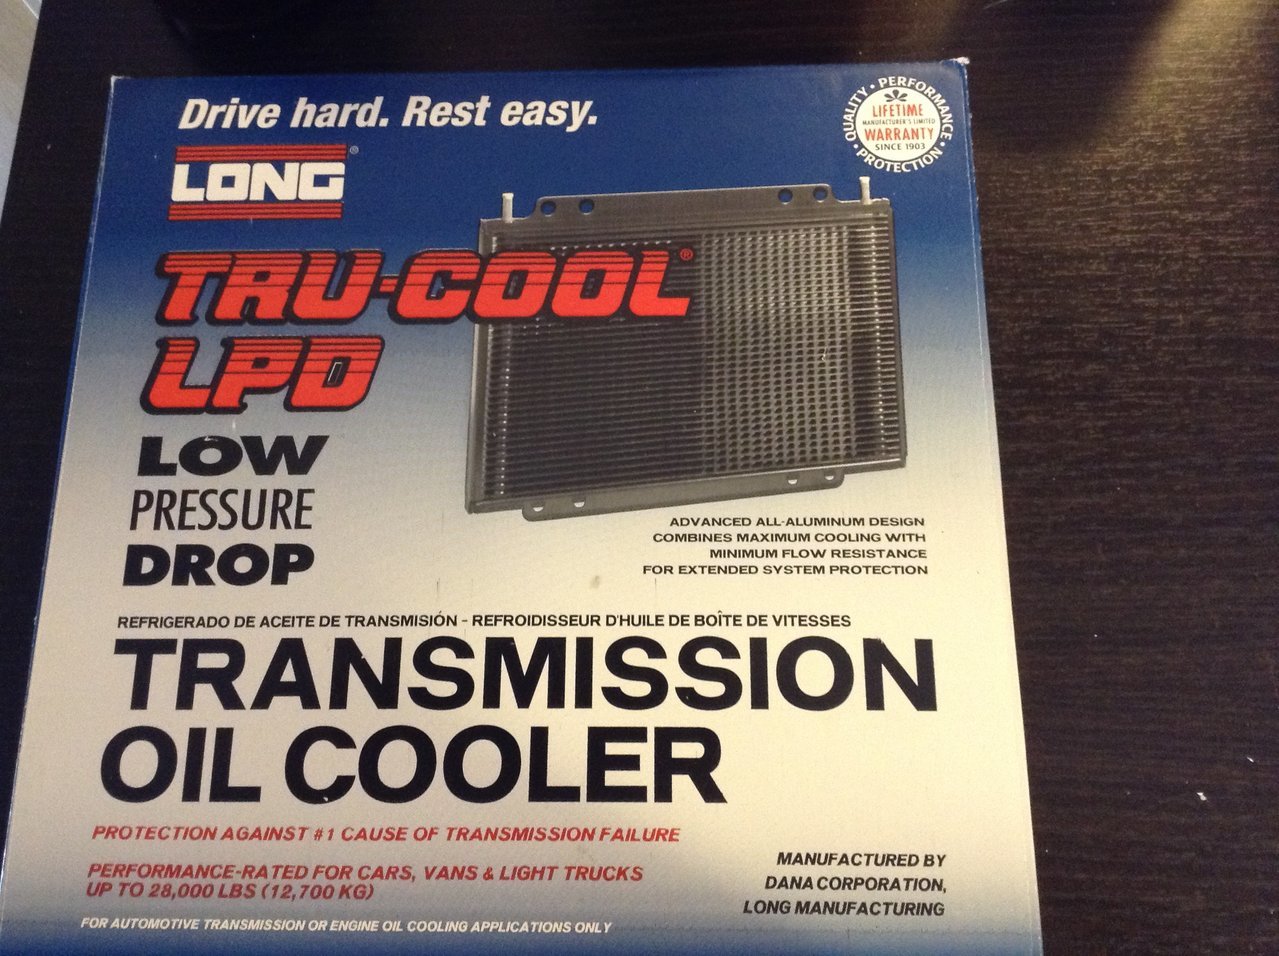 Drive hard. Rest easy.
QUALITY • PERFORMANCE • PROTECTION •
LIFETIME
MANUFACTURER'S LIMITED
WARRANTY
SINCE 1903
LONG®
TRU-COOL®
LPD
LOW
PRESSURE
DROP
ADVANCED ALL-ALUMINUM DESIGN
COMBINES MAXIMUM COOLING WITH
MINIMUM FLOW RESISTANCE
FOR EXTENDED SYSTEM PROTECTION
REFRIGERADO DE ACEITE DE TRANSMISIÓN - REFROIDISSEUR D'HUILE DE BOÎTE DE VITESSES
TRANSMISSION
OIL COOLER
PROTECTION AGAINST #1 CAUSE OF TRANSMISSION FAILURE
PERFORMANCE-RATED FOR CARS, VANS & LIGHT TRUCKS
UP TO 28,000 LBS (12,700 KG)
FOR AUTOMOTIVE TRANSMISSION OR ENGINE OIL COOLING APPLICATIONS ONLY
MANUFACTURED BY
DANA CORPORATION,
LONG MANUFACTURING